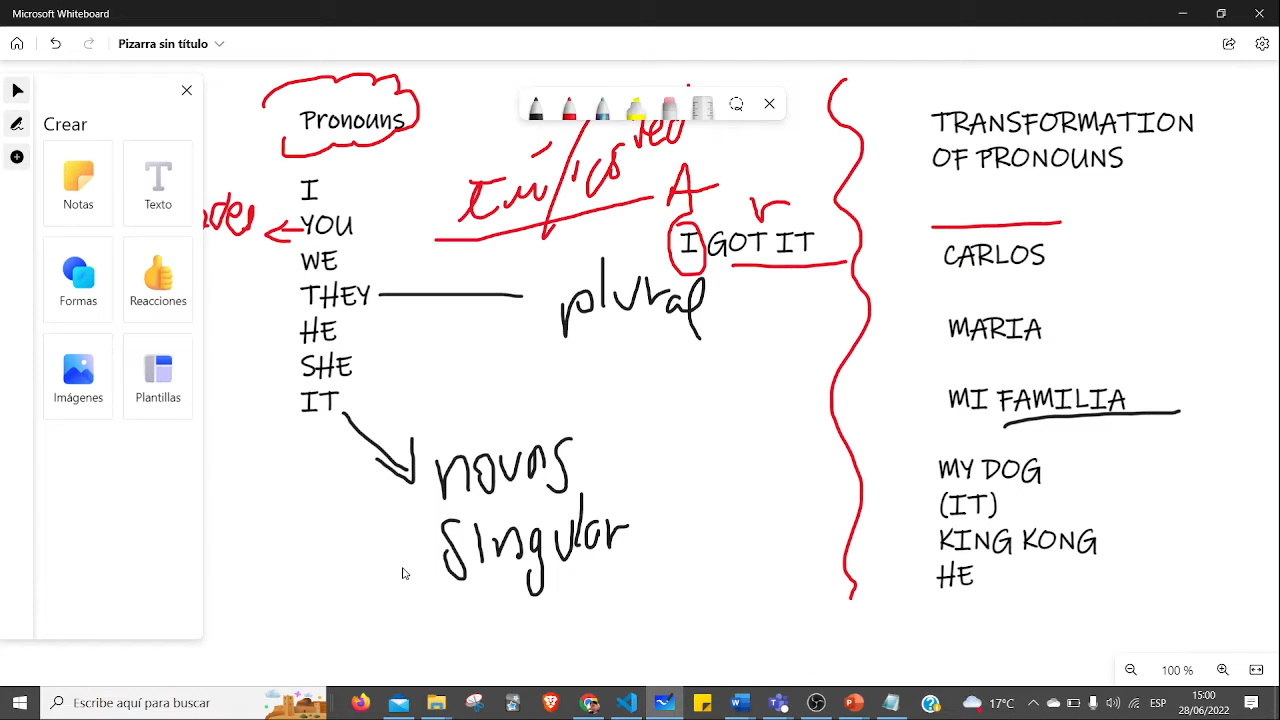 Microsoft Whiteboard
Pizarra sin título
Crear
Notas
Texto
Formas
Reacciones
Imágenes
Plantillas
Pronouns
I
YOU
WE
THEY
HE
SHE
IT
A
r
I GOT IT
plural
nouns
singular
TRANSFORMATION
OF PRONOUNS
CARLOS
MARIA
MI FAMILIA
MY DOG
(IT)
KING KONG
HE
100 %
Escribe aquí para buscar
17°C
ESP
15:00
28/06/2022